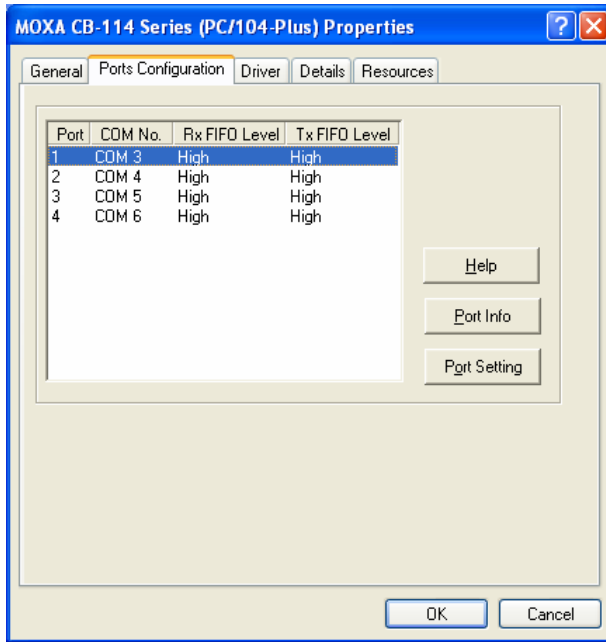 MOXA CB-114 Series (PC/104-Plus) Properties
General Ports Configuration Driver Details Resources
Port COM No. Rx FIFO Level Tx FIFO Level
1 COM 3 High High
2 COM 4 High High
3 COM 5 High High
4 COM 6 High High
Help
Port Info
Port Setting
OK Cancel